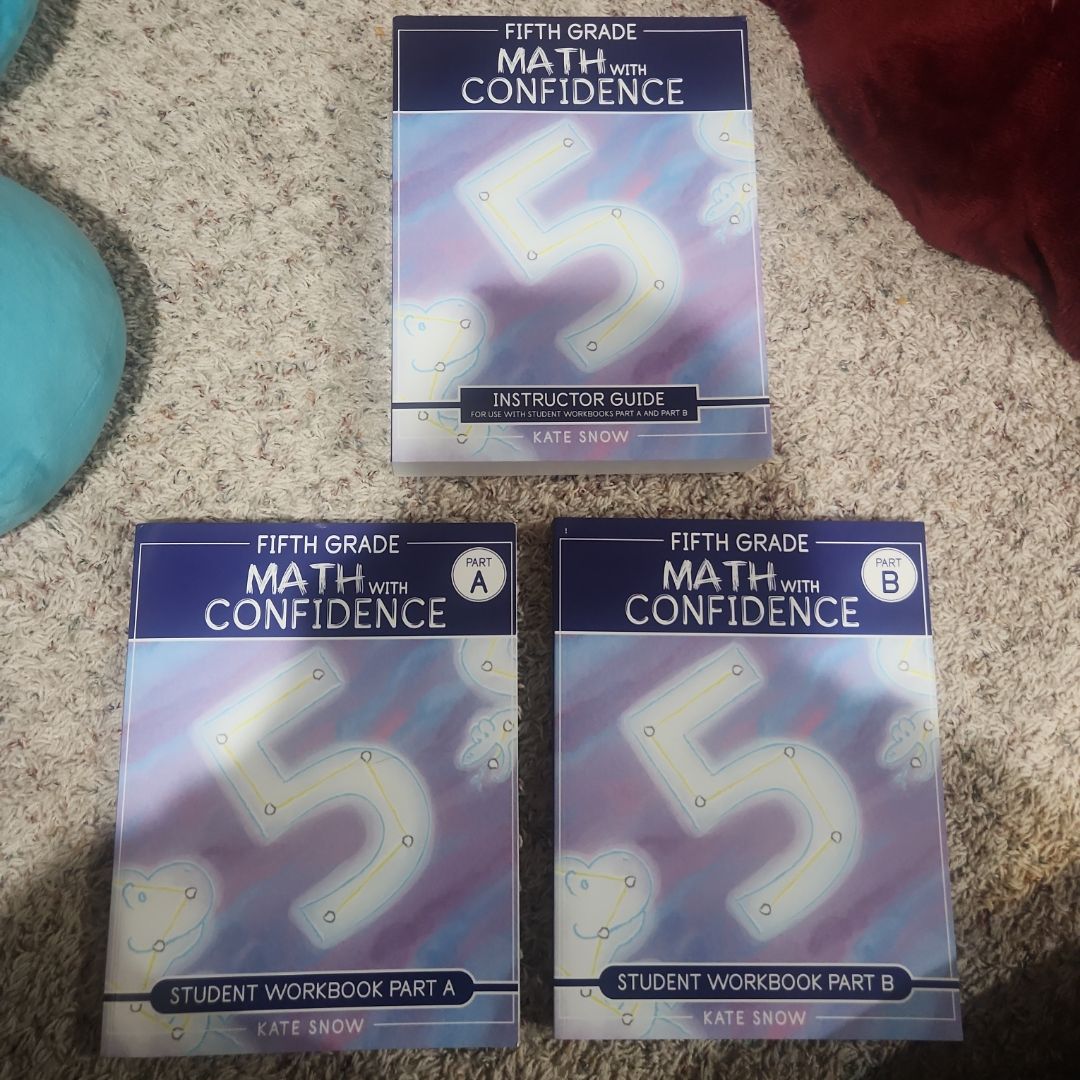 FIFTH GRADE
MATH WITH
CONFIDENCE
INSTRUCTOR GUIDE
FOR USE WITH STUDENT WORKBOOKS PART A AND PART B
KATE SNOW
FIFTH GRADE
MATH WITH
CONFIDENCE
PART
A
STUDENT WORKBOOK PART A
KATE SNOW
FIFTH GRADE
MATH WITH
CONFIDENCE
PART
B
5
STUDENT WORKBOOK PART B
KATE SNOW